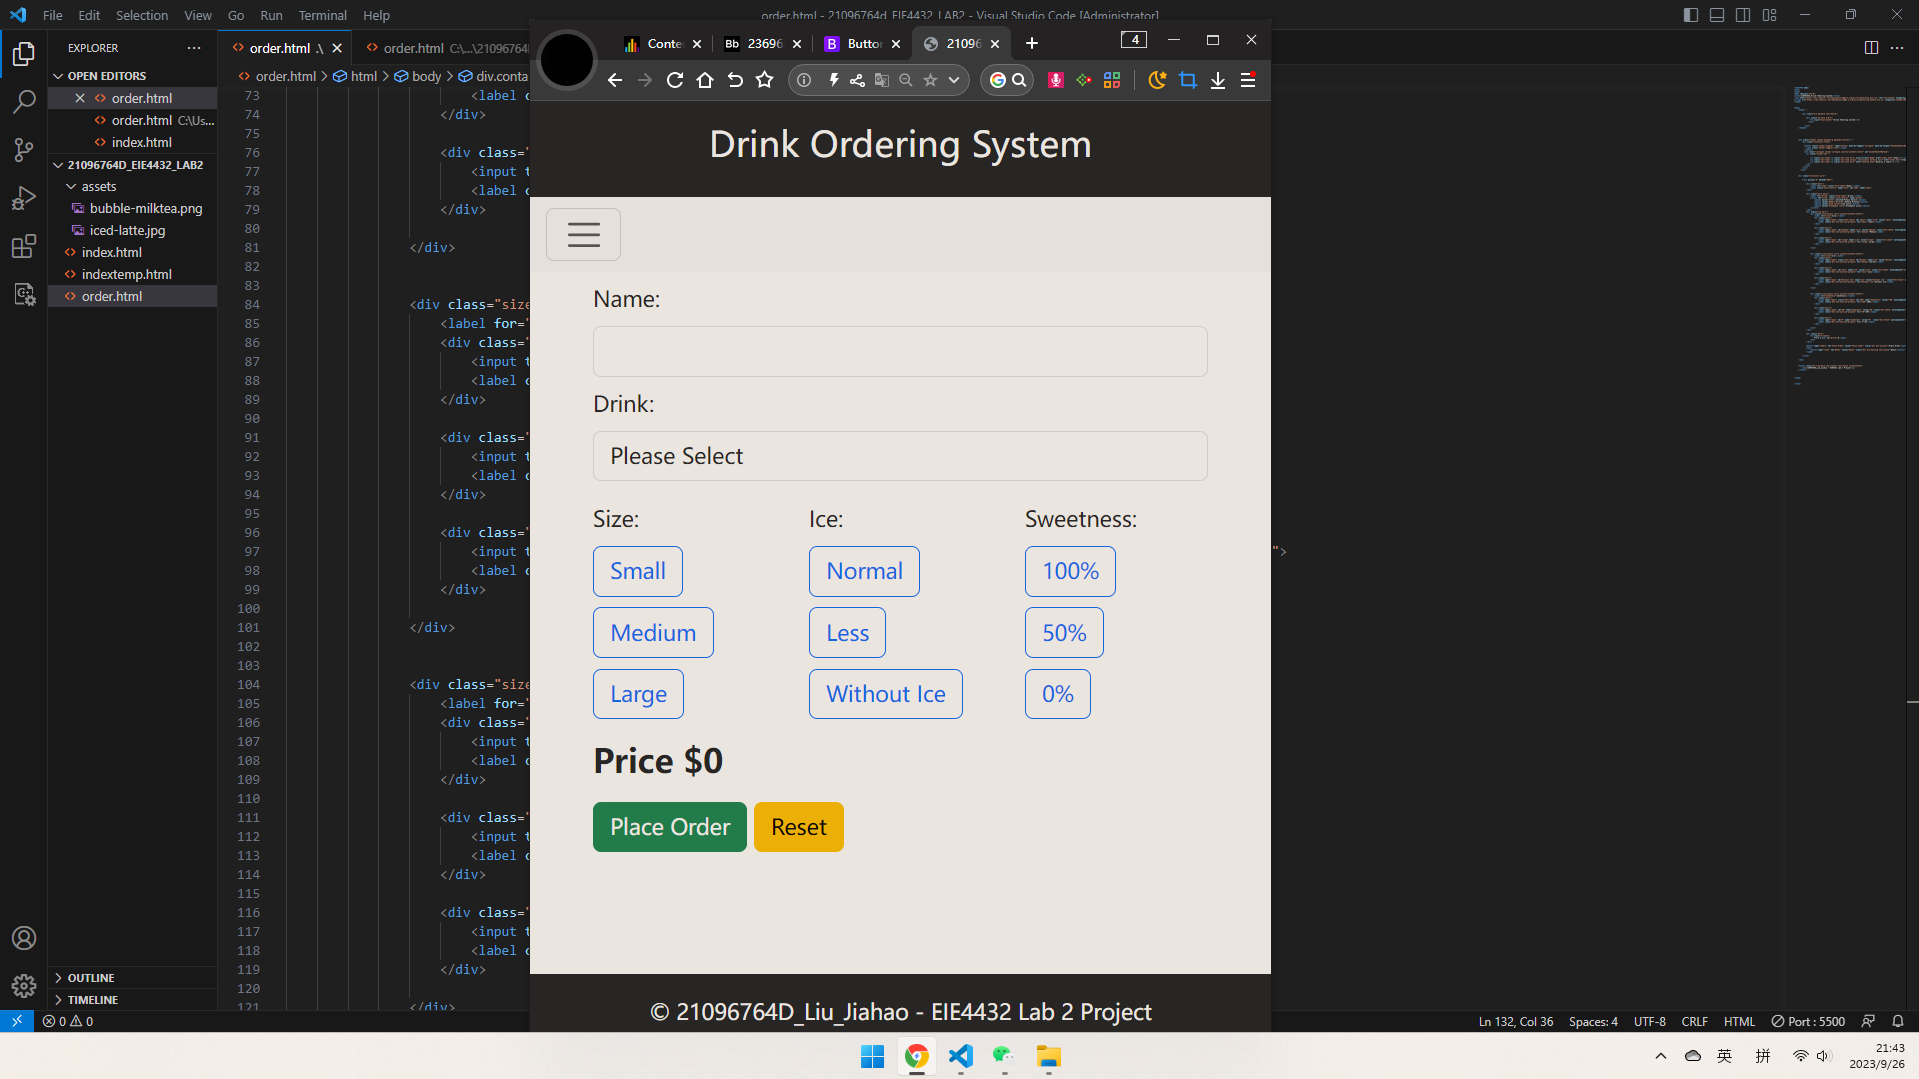 File Edit Selection View Go Run Terminal Help
order.html - 21096764d_EIE4432_LAB2 - Visual Studio Code [Administrator]
EXPLORER
OPEN EDITORS
order.html
order.html C:\Us...
index.html
21096764D_EIE4432_LAB2
assets
bubble-milktea.png
iced-latte.jpg
index.html
indextemp.html
order.html
OUTLINE
TIMELINE
order.html .\
order.html C:\...\21096764
order.html > html > body > div.conta
73 <label c
74 </div>
75
76 <div class="
77 <input t
78 <label c
79 </div>
80
81 </div>
82
83
84 <div class="size
85 <label for="
86 <div class="
87 <input t
88 <label c
89 </div>
90
91 <div class="
92 <input t
93 <label c
94 </div>
95
96 <div class="
97 <input t ">
98 <label c
99 </div>
100
101 </div>
102
103
104 <div class="size
105 <label for="
106 <div class="
107 <input t
108 <label c
109 </div>
110
111 <div class="
112 <input t
113 <label c
114 </div>
115
116 <div class="
117 <input t
118 <label c
119 </div>
120
121 </div>
Conte
Bb 23696
B Buttor
21096
4
Drink Ordering System
Name:
Drink:
Please Select
Size: Ice: Sweetness:
Small Normal 100%
Medium Less 50%
Large Without Ice 0%
Price $0
Place Order Reset
© 21096764D_Liu_Jiahao - EIE4432 Lab 2 Project
0 0
Ln 132, Col 36 Spaces: 4 UTF-8 CRLF HTML Port : 5500
英 拼
21:43
2023/9/26